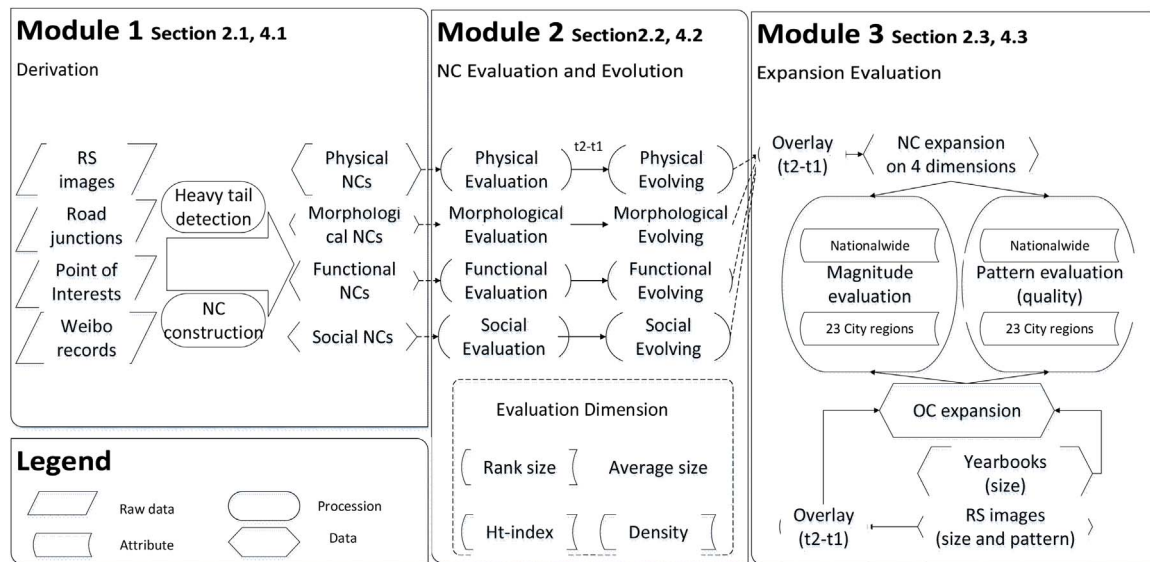 Module 1 Section 2.1, 4.1
Derivation
RS
images
Road
junctions
Point of
Interests
Weibo
records
Heavy tail
detection
NC
construction
Physical
NCs
Morphologi
cal NCs
Functional
NCs
Social NCs
Legend
Raw data
Procession
Attribute
Data
Module 2 Section2.2, 4.2
NC Evaluation and Evolution
Physical
Evaluation
t2-t1
Physical
Evolving
Morphological
Evaluation
Morphological
Evolving
Functional
Evaluation
Functional
Evolving
Social
Evaluation
Social
Evolving
Evaluation Dimension
Rank size
Average size
Ht-index
Density
Module 3 Section 2.3, 4.3
Expansion Evaluation
Overlay
(t2-t1)
NC expansion
on 4 dimensions
Nationalwide
Magnitude
evaluation
23 City regions
Nationalwide
Pattern evaluation
(quality)
23 City regions
OC expansion
Yearbooks
(size)
Overlay
(t2-t1)
RS images
(size and pattern)